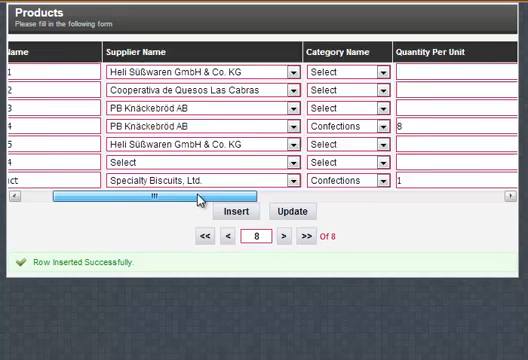 Products
Please fill in the following form
Name Supplier Name Category Name Quantity Per Unit
1 Heli Süßwaren GmbH & Co. KG Select
2 Cooperativa de Quesos Las Cabras Select
3 PB Knäckebröd AB Select
4 PB Knäckebröd AB Confections 8
5 Heli Süßwaren GmbH & Co. KG Select
4 Select Select
ct Specialty Biscuits, Ltd. Confections 1
Insert Update
<< < 8 > >> Of 8
Row Inserted Successfully.